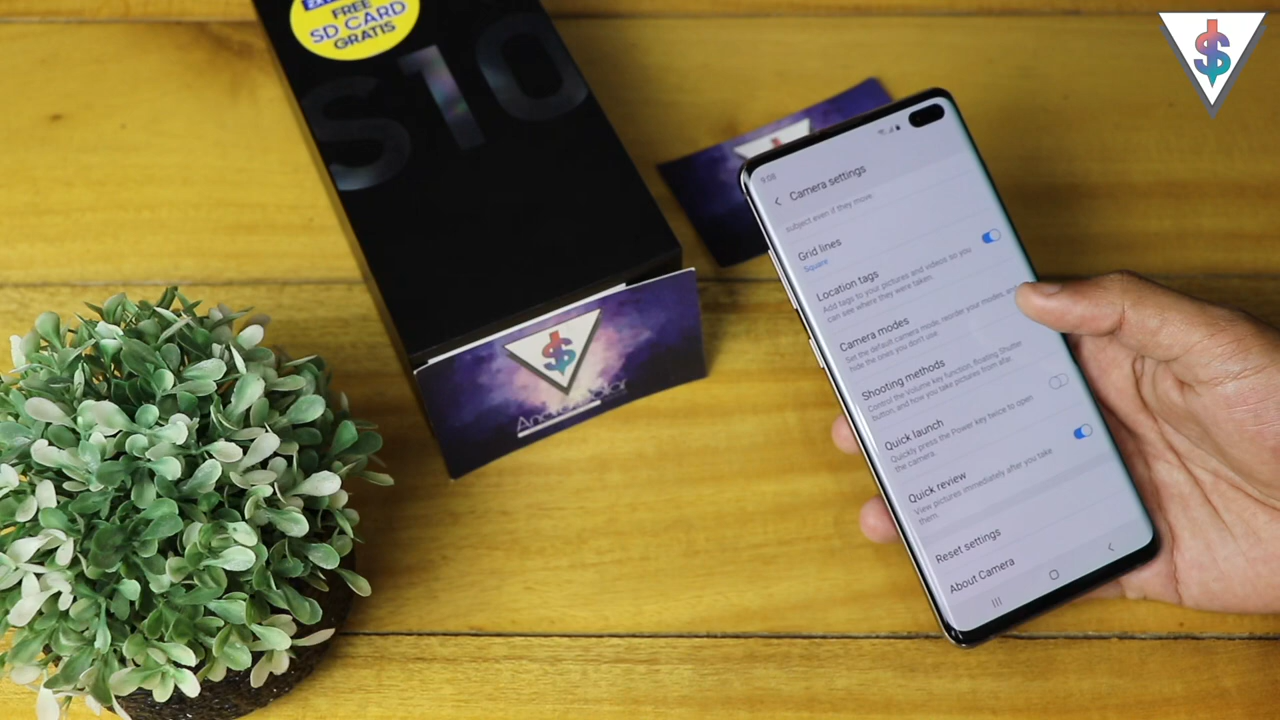 FREE
SD CARD
GRATIS
S10
$
9:08
Camera settings
subject even if they move.
Grid lines
Square
Location tags
Add tags to your pictures and videos so you
can see where they were taken.
Camera modes
Set the default camera mode, reorder your modes, and
hide the ones you don't use.
Shooting methods
Control the Volume key function, floating Shutter
button, and how you take pictures from afar.
Quick launch
Quickly press the Power key twice to open
the camera.
Quick review
View pictures immediately after you take
them.
Reset settings
About Camera
$